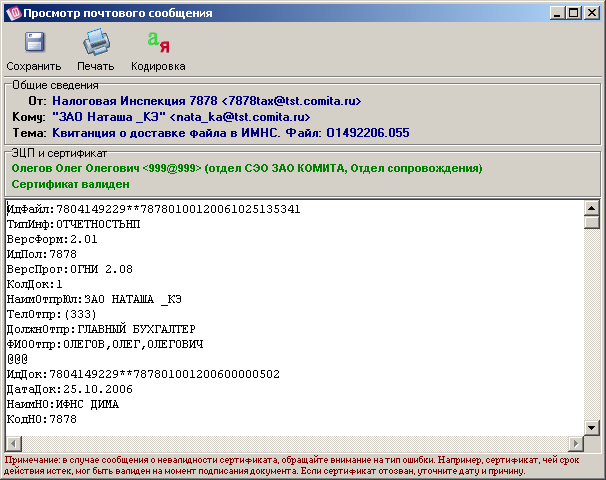 Просмотр почтового сообщения
Сохранить Печать Кодировка
Общие сведения
От: Налоговая Инспекция 7878 <7878tax@tst.comita.ru>
Кому: "ЗАО Наташа _КЭ" <nata_ka@tst.comita.ru>
Тема: Квитанция о доставке файла в ИМНС. Файл: O1492206.055
ЭЦП и сертификат
Олегов Олег Олегович <999@999> (отдел СЭО ЗАО КОМИТА, Отдел сопровождения)
Сертификат валиден
ИдФайл:7804149229**78780100120061025135341
ТипИнф:ОТЧЕТНОСТЬНП
ВерсФорм:2.01
ИдПол:7878
ВерсПрог:ОГНИ 2.08
КолДок:1
НаимОтпрЮл:ЗАО НАТАША _КЭ
ТелОтпр:(333)
ДолжнОтпр:ГЛАВНЫЙ БУХГАЛТЕР
ФИООтпр:ОЛЕГОВ,ОЛЕГ,ОЛЕГОВИЧ
@@@
ИдДок:7804149229**787801001200600000502
ДатаДок:25.10.2006
НаимНО:ИФНС ДИМА
КодНО:7878
Примечание: в случае сообщения о невалидности сертификата, обращайте внимание на тип ошибки. Например, сертификат, чей срок
действия истек, мог быть валиден на момент подписания документа. Если сертификат отозван, уточните дату и причину.